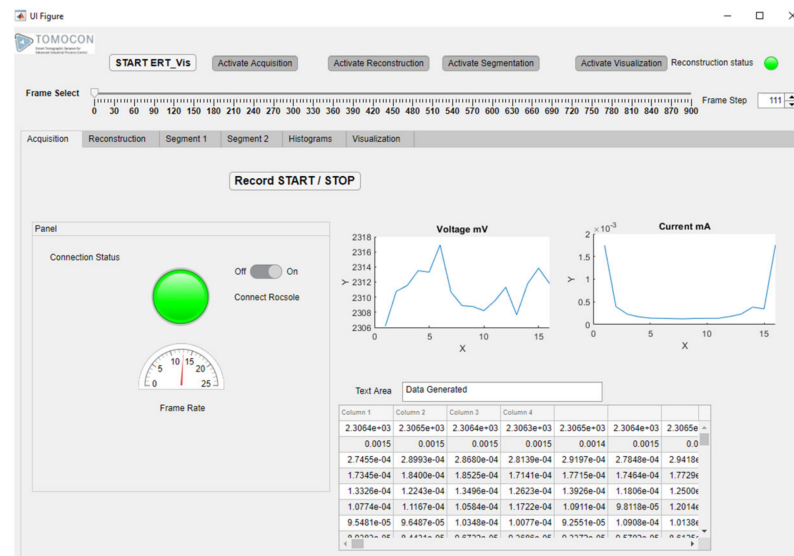 UI Figure
TOMOCON
START ERT_Vis
Activate Acquisition
Activate Reconstruction
Activate Segmentation
Activate Visualization
Reconstruction status
Frame Select
0 30 60 90 120 150 180 210 240 270 300 330 360 390 420 450 480 510 540 570 600 630 660 690 720 750 780 810 840 870 900
Frame Step
111
Acquisition Reconstruction Segment 1 Segment 2 Histograms Visualization
Record START / STOP
Panel
Connection Status
Off On
Connect Rocsole
0 5 10 15 20 25
Frame Rate
Voltage mV
2318
2316
2314
2312
2310
2308
2306
Y
0 5 10 15
X
Current mA
×10-3
2
1.5
1
0.5
0
Y
0 5 10 15
X
Text Area
Data Generated
Column 1 Column 2 Column 3 Column 4
2.3064e+03 2.3065e+03 2.3064e+03 2.3063e+03 2.3065e+03 2.3064e+03 2.3065e
0.0015 0.0015 0.0015 0.0015 0.0014 0.0015 0.0
2.7455e-04 2.8993e-04 2.8680e-04 2.8139e-04 2.9197e-04 2.7848e-04 2.9418e
1.7345e-04 1.8400e-04 1.8525e-04 1.7141e-04 1.7715e-04 1.7464e-04 1.7729e
1.3326e-04 1.2243e-04 1.3496e-04 1.2623e-04 1.3926e-04 1.1806e-04 1.2500e
1.0774e-04 1.1167e-04 1.0584e-04 1.1722e-04 1.0911e-04 9.8118e-05 1.2014e
9.5481e-05 9.6487e-05 1.0348e-04 1.0077e-04 9.2551e-05 1.0908e-04 1.0138e